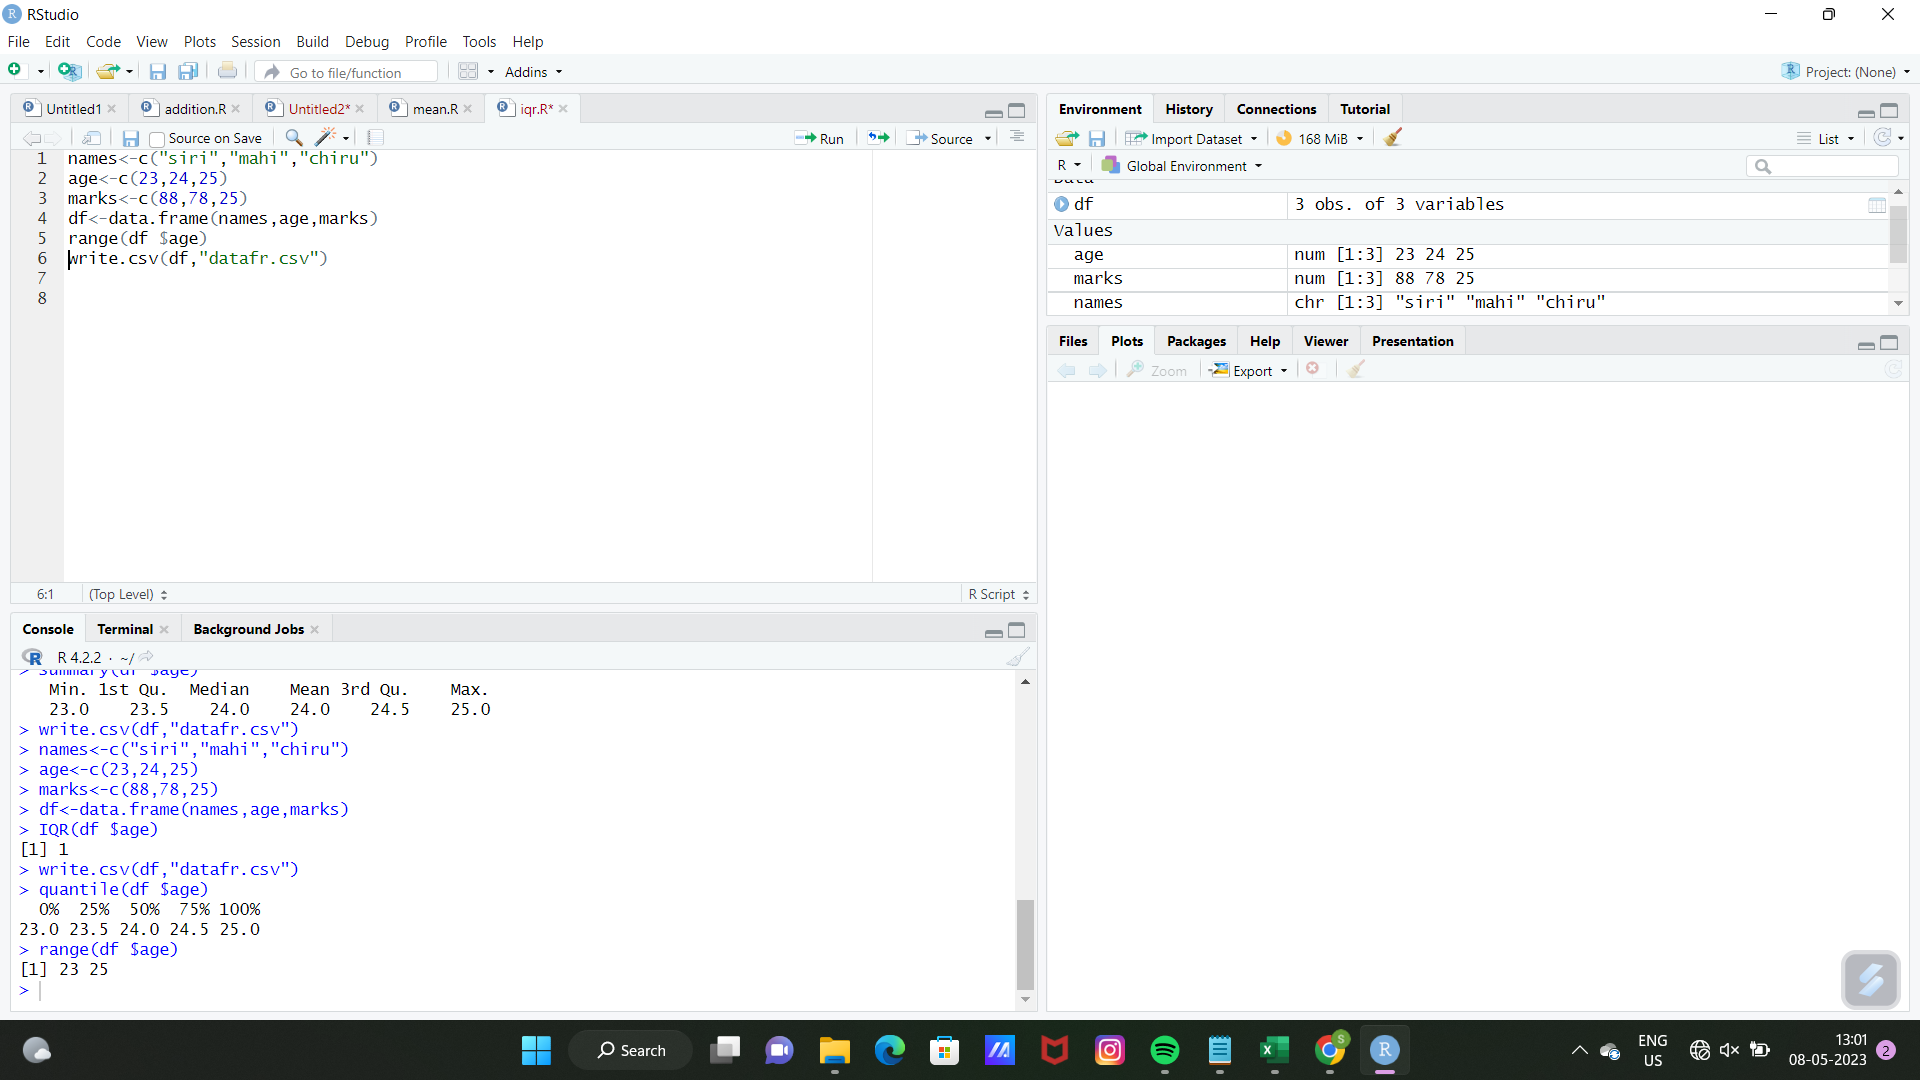 RStudio
File Edit Code View Plots Session Build Debug Profile Tools Help
Go to file/function Addins Project: (None)
Untitled1 addition.R Untitled2* mean.R iqr.R*
Source on Save Run Source
1 names<-c("siri","mahi","chiru")
2 age<-c(23,24,25)
3 marks<-c(88,78,25)
4 df<-data.frame(names,age,marks)
5 range(df $age)
6 write.csv(df,"datafr.csv")
7
8
6:1 (Top Level) R Script
Console Terminal Background Jobs
R 4.2.2 · ~/
> summary(df $age)
Min. 1st Qu. Median Mean 3rd Qu. Max.
23.0 23.5 24.0 24.0 24.5 25.0
> write.csv(df,"datafr.csv")
> names<-c("siri","mahi","chiru")
> age<-c(23,24,25)
> marks<-c(88,78,25)
> df<-data.frame(names,age,marks)
> IQR(df $age)
[1] 1
> write.csv(df,"datafr.csv")
> quantile(df $age)
0% 25% 50% 75% 100%
23.0 23.5 24.0 24.5 25.0
> range(df $age)
[1] 23 25
>
Environment History Connections Tutorial
Import Dataset 168 MiB List
R Global Environment
Data
df 3 obs. of 3 variables
Values
age num [1:3] 23 24 25
marks num [1:3] 88 78 25
names chr [1:3] "siri" "mahi" "chiru"
Files Plots Packages Help Viewer Presentation
Zoom Export
Search
S
R
ENG
US
13:01
08-05-2023
2